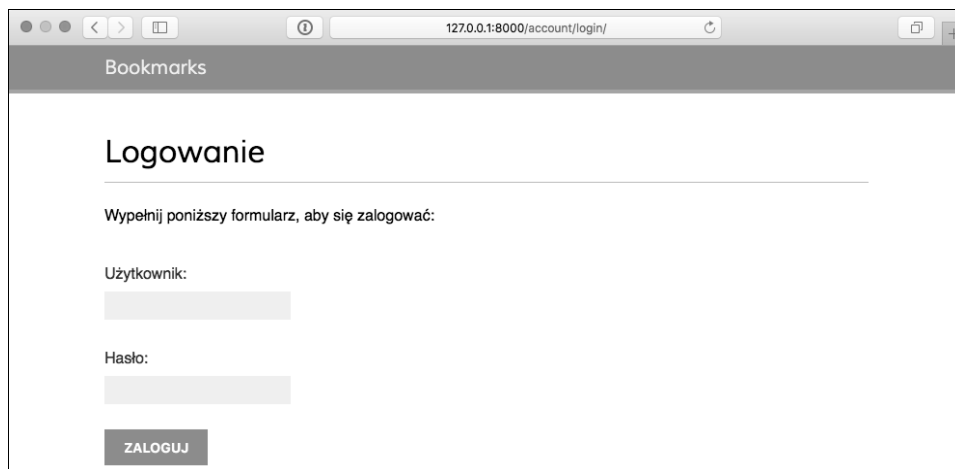 127.0.0.1:8000/account/login/
Bookmarks
Logowanie
Wypełnij poniższy formularz, aby się zalogować:
Użytkownik:
Hasło:
ZALOGUJ